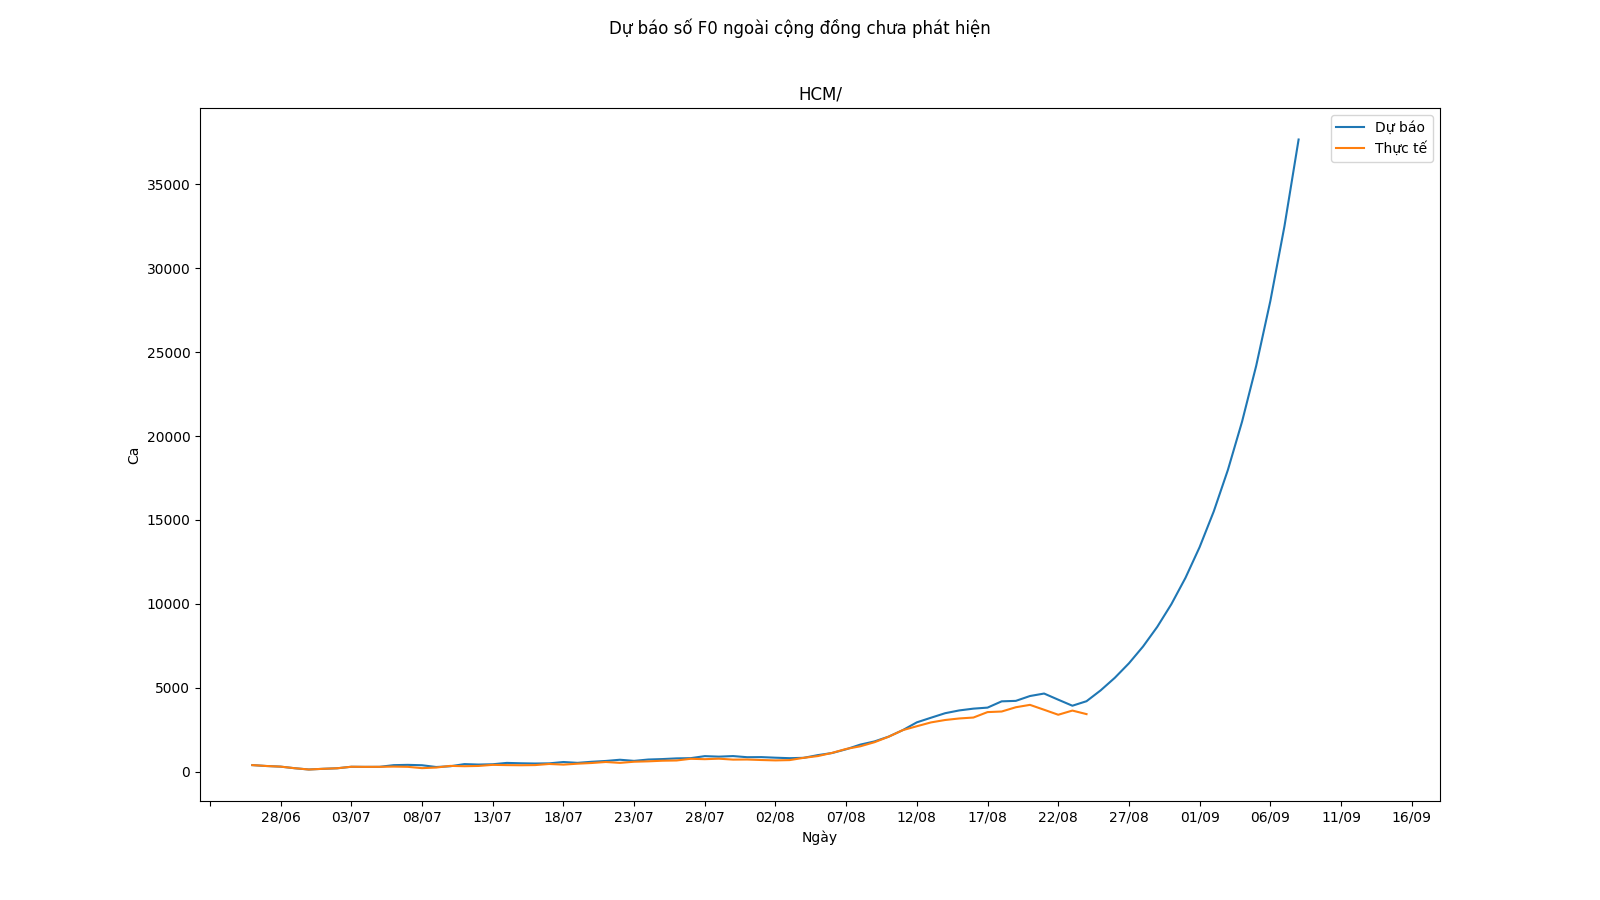 Dự báo số F0 ngoài cộng đồng chưa phát hiện
HCM/
Dự báo
Thực tế
35000
30000
25000
20000
15000
10000
5000
0
Ca
28/06 03/07 08/07 13/07 18/07 23/07 28/07 02/08 07/08 12/08 17/08 22/08 27/08 01/09 06/09 11/09 16/09
Ngày